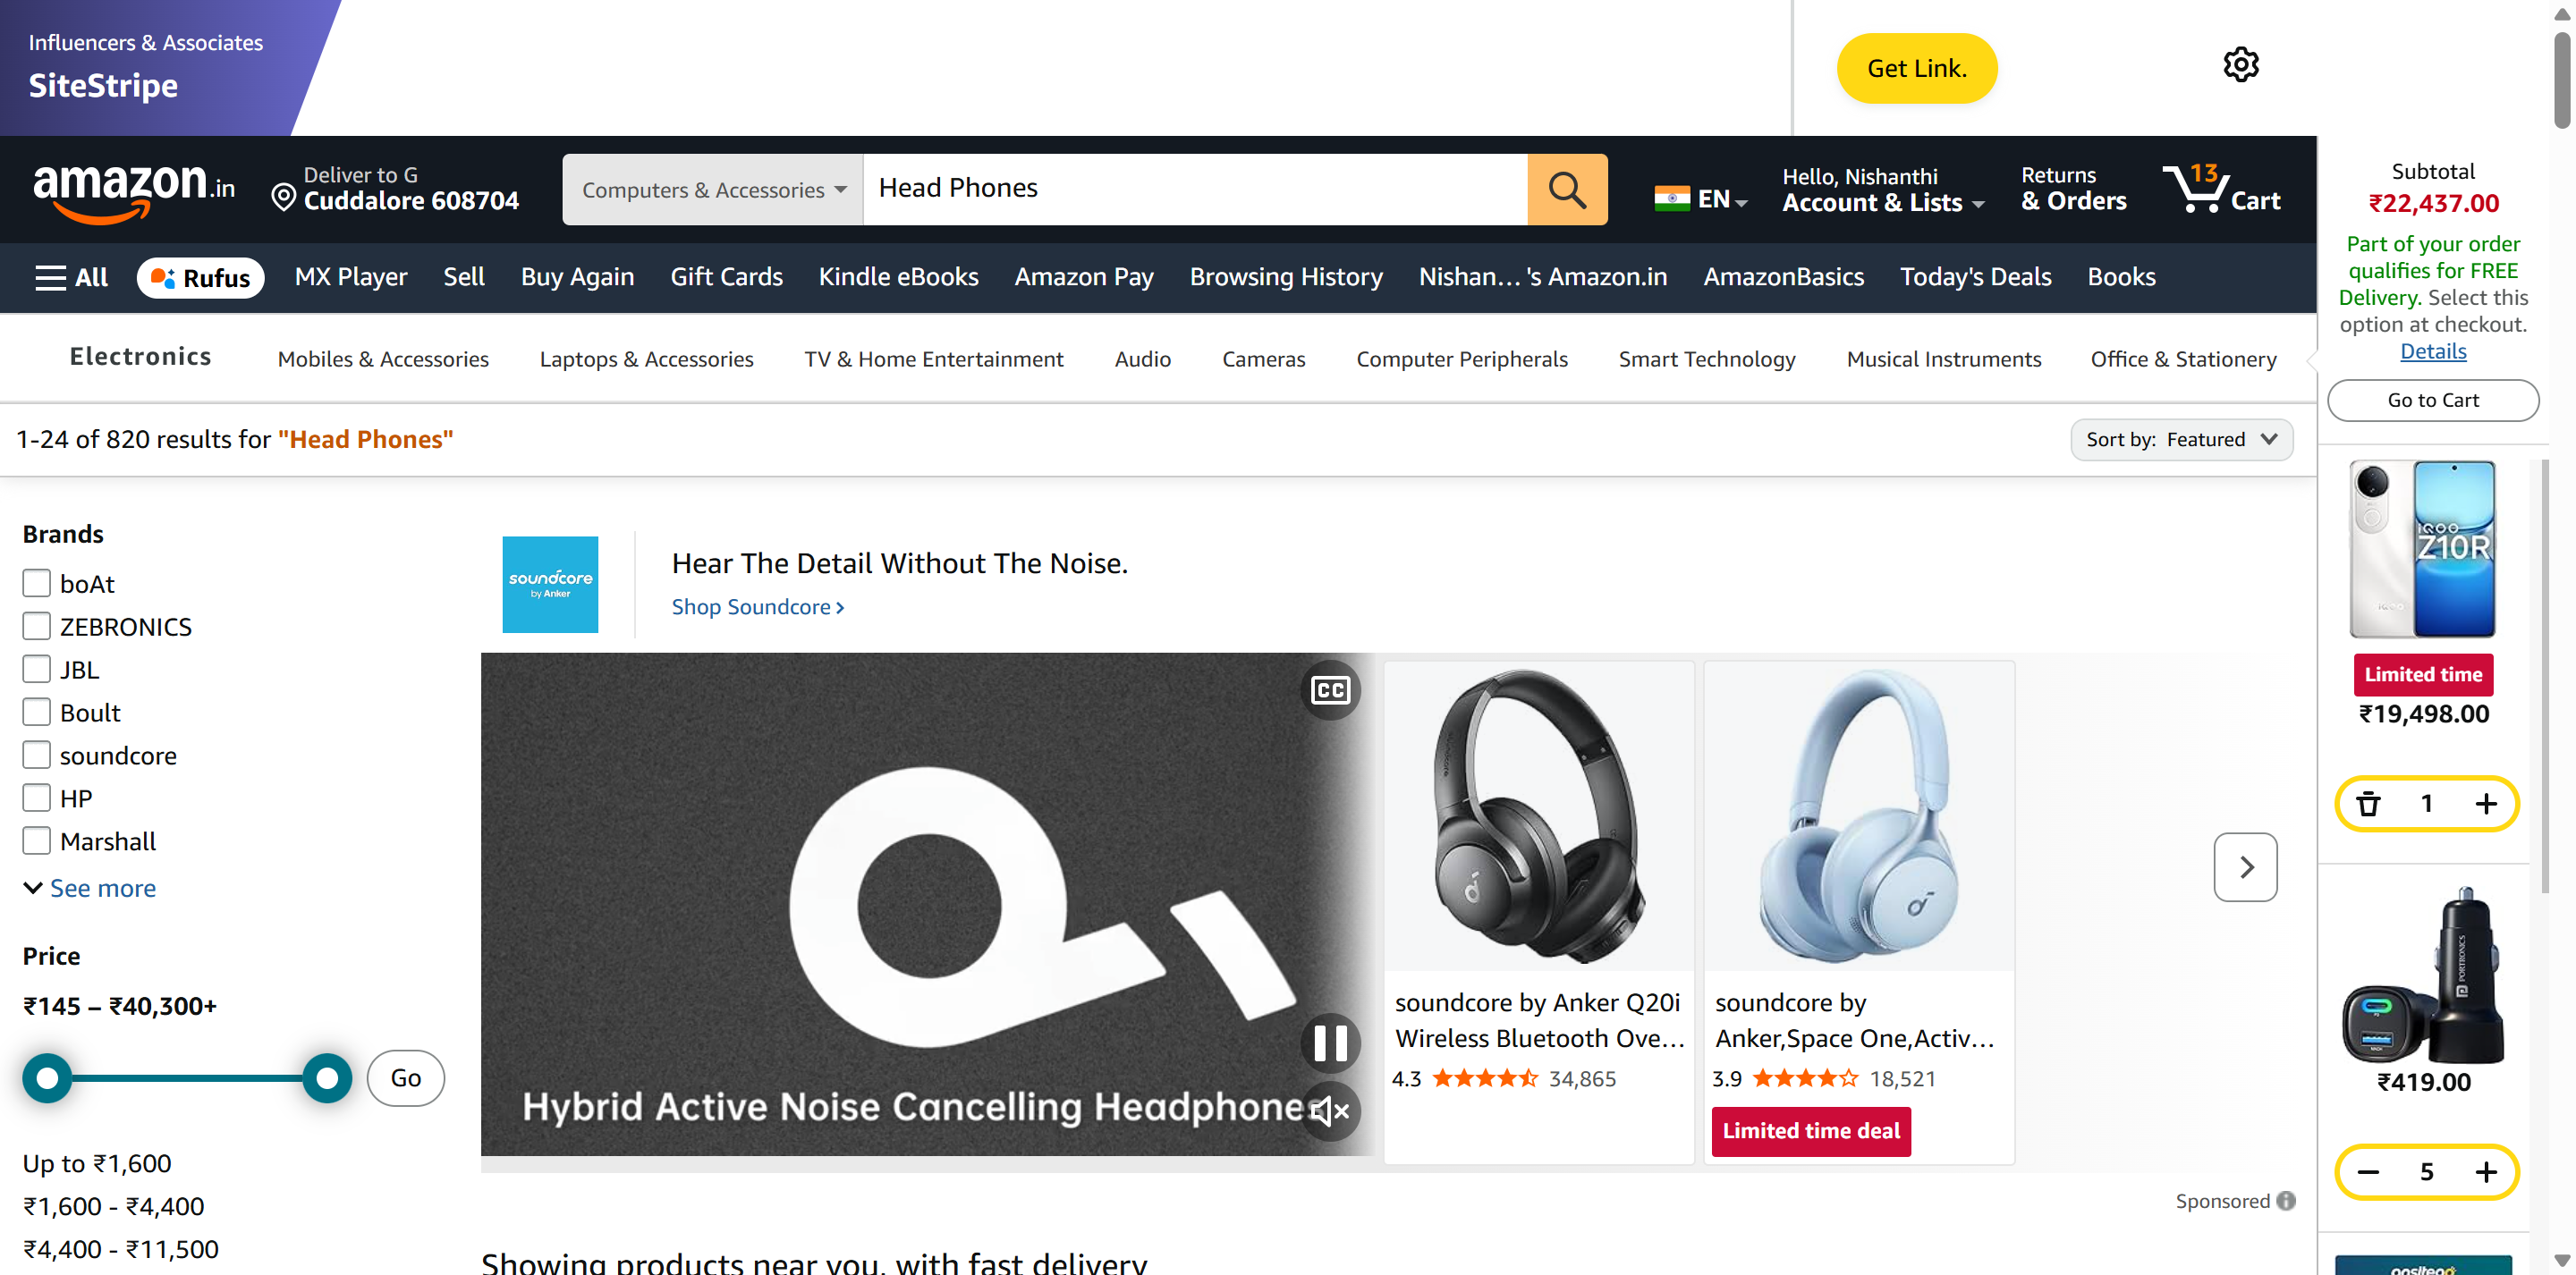 Influencers & Associates
SiteStripe
Get Link.
amazon.in
Deliver to G
Cuddalore 608704
Computers & Accessories
Head Phones
EN
Hello, Nishanthi
Account & Lists
Returns
& Orders
13
Cart
All
Rufus
MX Player
Sell
Buy Again
Gift Cards
Kindle eBooks
Amazon Pay
Browsing History
Nishan... 's Amazon.in
AmazonBasics
Today's Deals
Books
Electronics
Mobiles & Accessories
Laptops & Accessories
TV & Home Entertainment
Audio
Cameras
Computer Peripherals
Smart Technology
Musical Instruments
Office & Stationery
1-24 of 820 results for "Head Phones"
Sort by: Featured
Brands
boAt
ZEBRONICS
JBL
Boult
soundcore
HP
Marshall
See more
Price
₹145 – ₹40,300+
Go
Up to ₹1,600
₹1,600 - ₹4,400
₹4,400 - ₹11,500
soundcore
by Anker
Hear The Detail Without The Noise.
Shop Soundcore
CC
Hybrid Active Noise Cancelling Headphones
soundcore by Anker Q20i
Wireless Bluetooth Ove...
4.3
34,865
soundcore by
Anker,Space One,Activ...
3.9
18,521
Limited time deal
Sponsored
Showing products near you, with fast delivery
Subtotal
₹22,437.00
Part of your order
qualifies for FREE
Delivery. Select this
option at checkout.
Details
Go to Cart
iQOO
Z10R
Limited time
₹19,498.00
1
PORTRONICS
₹419.00
5